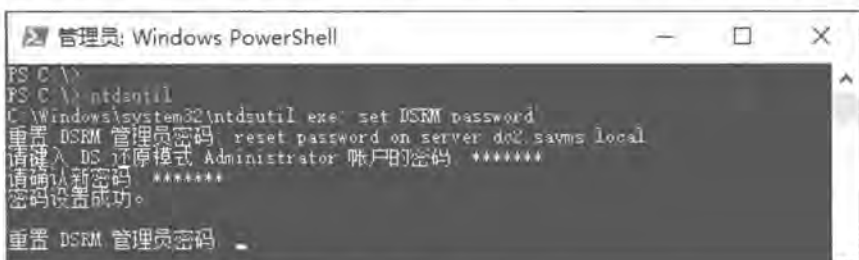 管理员: Windows PowerShell
PS C:\>
PS C:\> ntdsutil
C:\Windows\system32\ntdsutil.exe: set DSRM password
重置 DSRM 管理员密码: reset password on server dc2.savms.local
请键入 DS 还原模式 Administrator 帐户的密码: *******
请确认新密码: *******
密码设置成功。
重置 DSRM 管理员密码: